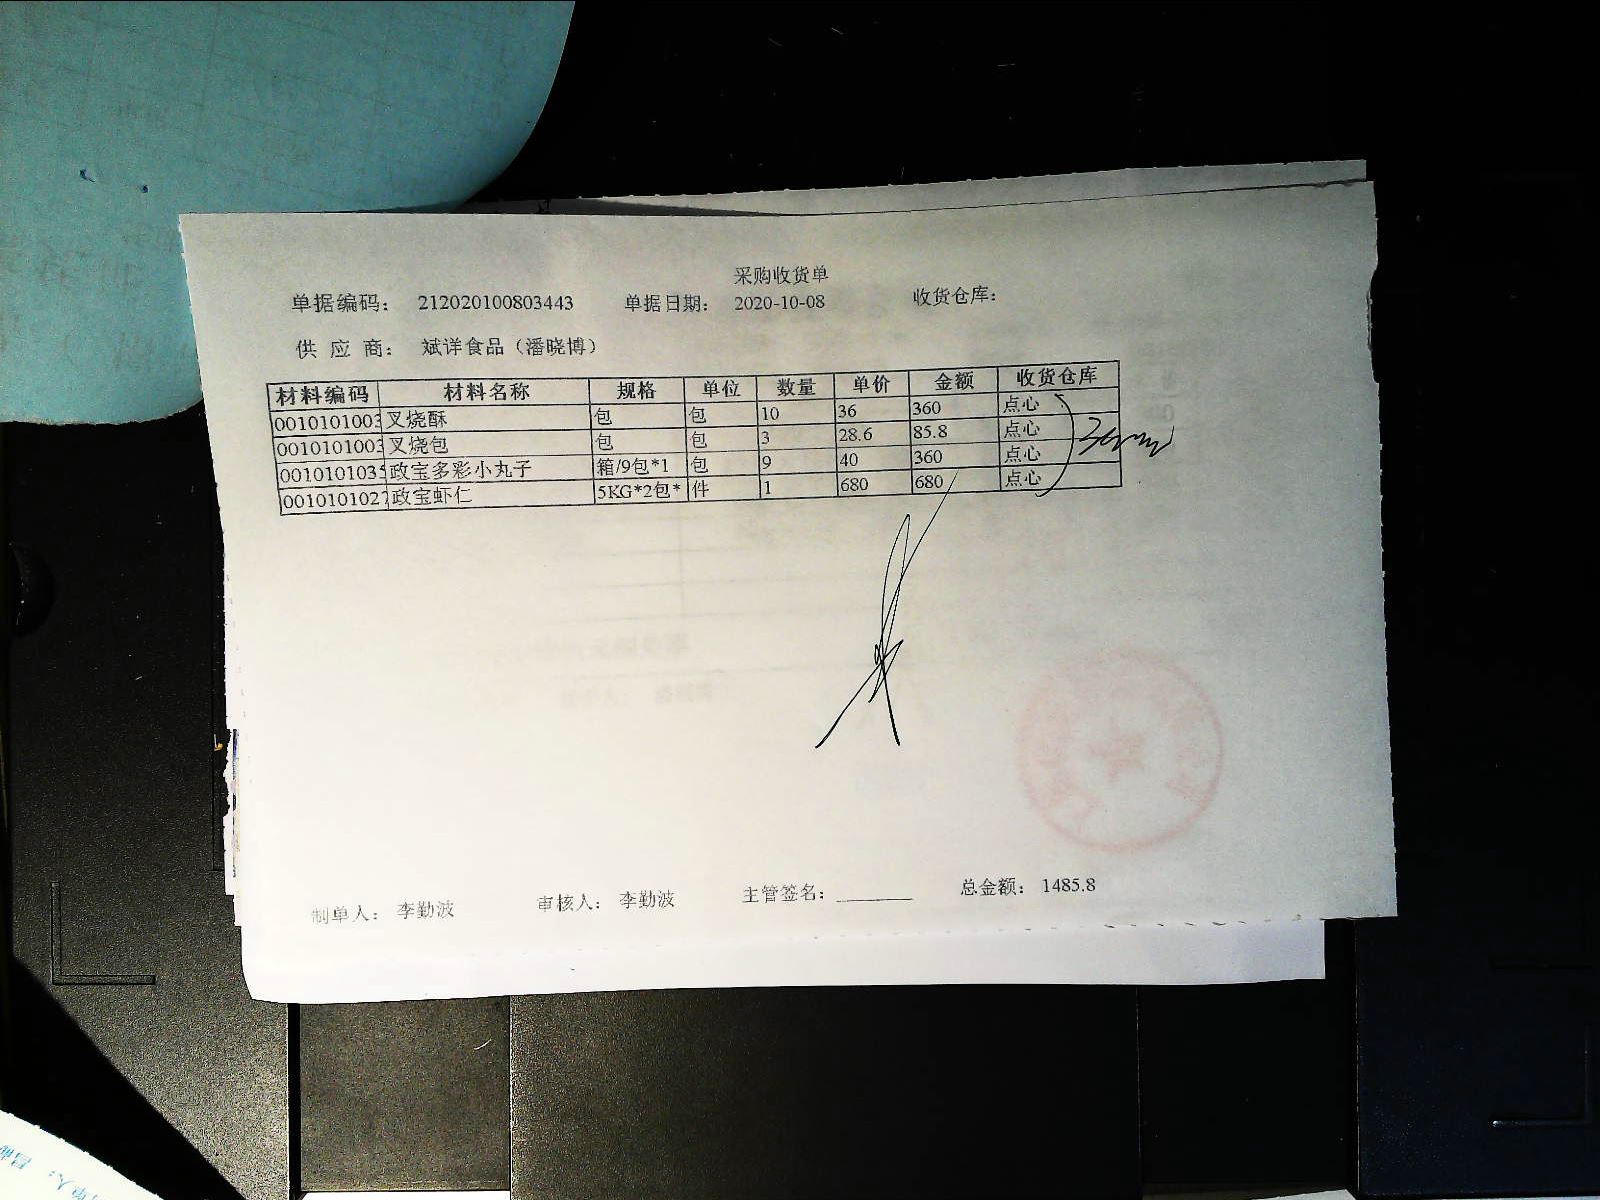 采购收货单
单据编码： 212020100803443 单据日期： 2020-10-08 收货仓库：
供 应 商： 斌详食品（潘晓博）
材料编码 材料名称 规格 单位 数量 单价 金额 收货仓库
0010101003 叉烧酥 包 包 10 36 360 点心
0010101003 叉烧包 包 包 3 28.6 85.8 点心
0010101035 政宝多彩小丸子 箱/9包*1 包 9 40 360 点心
0010101027 政宝虾仁 5KG*2包* 件 1 680 680 点心
制单人： 李勤波 审核人： 李勤波 主管签名： 总金额： 1485.8